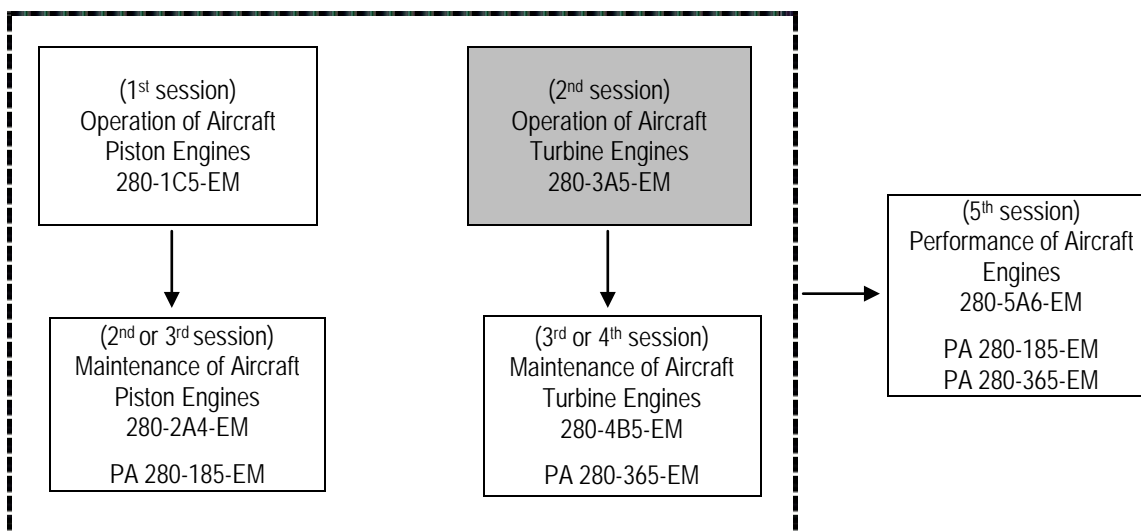 (1st session)
Operation of Aircraft
Piston Engines
280-1C5-EM
(2nd session)
Operation of Aircraft
Turbine Engines
280-3A5-EM
(2nd or 3rd session)
Maintenance of Aircraft
Piston Engines
280-2A4-EM
PA 280-185-EM
(3rd or 4th session)
Maintenance of Aircraft
Turbine Engines
280-4B5-EM
PA 280-365-EM
(5th session)
Performance of Aircraft
Engines
280-5A6-EM
PA 280-185-EM
PA 280-365-EM